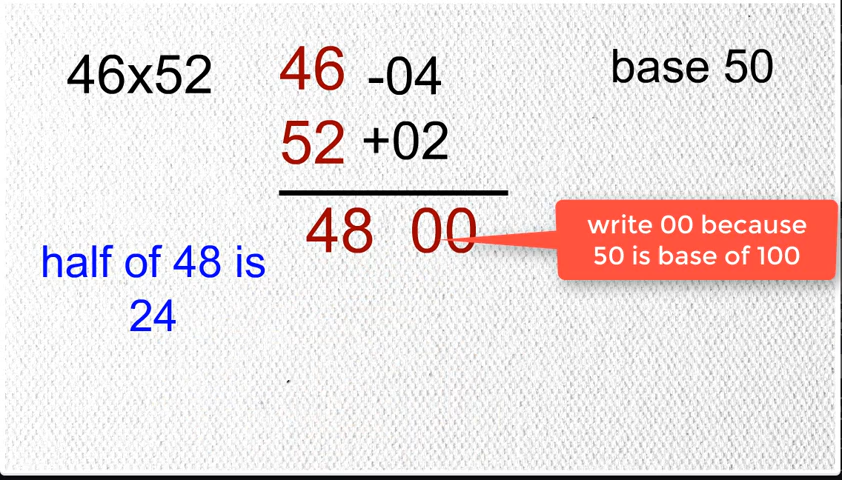 46x52
46 -04
base 50
52 +02
48 00
write 00 because
50 is base of 100
half of 48 is
24